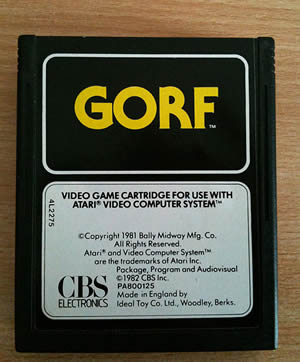 GORF™
VIDEO GAME CARTRIDGE FOR USE WITH
ATARI® VIDEO COMPUTER SYSTEM™
4L2275
©Copyright 1981 Bally Midway Mfg. Co.
All Rights Reserved.
Atari® and Video Computer System™
are the trademarks of Atari Inc.
Package, Program and Audiovisual
©1982 CBS Inc.
PA800125
Made in England by
Ideal Toy Co. Ltd., Woodley, Berks.
CBS
ELECTRONICS